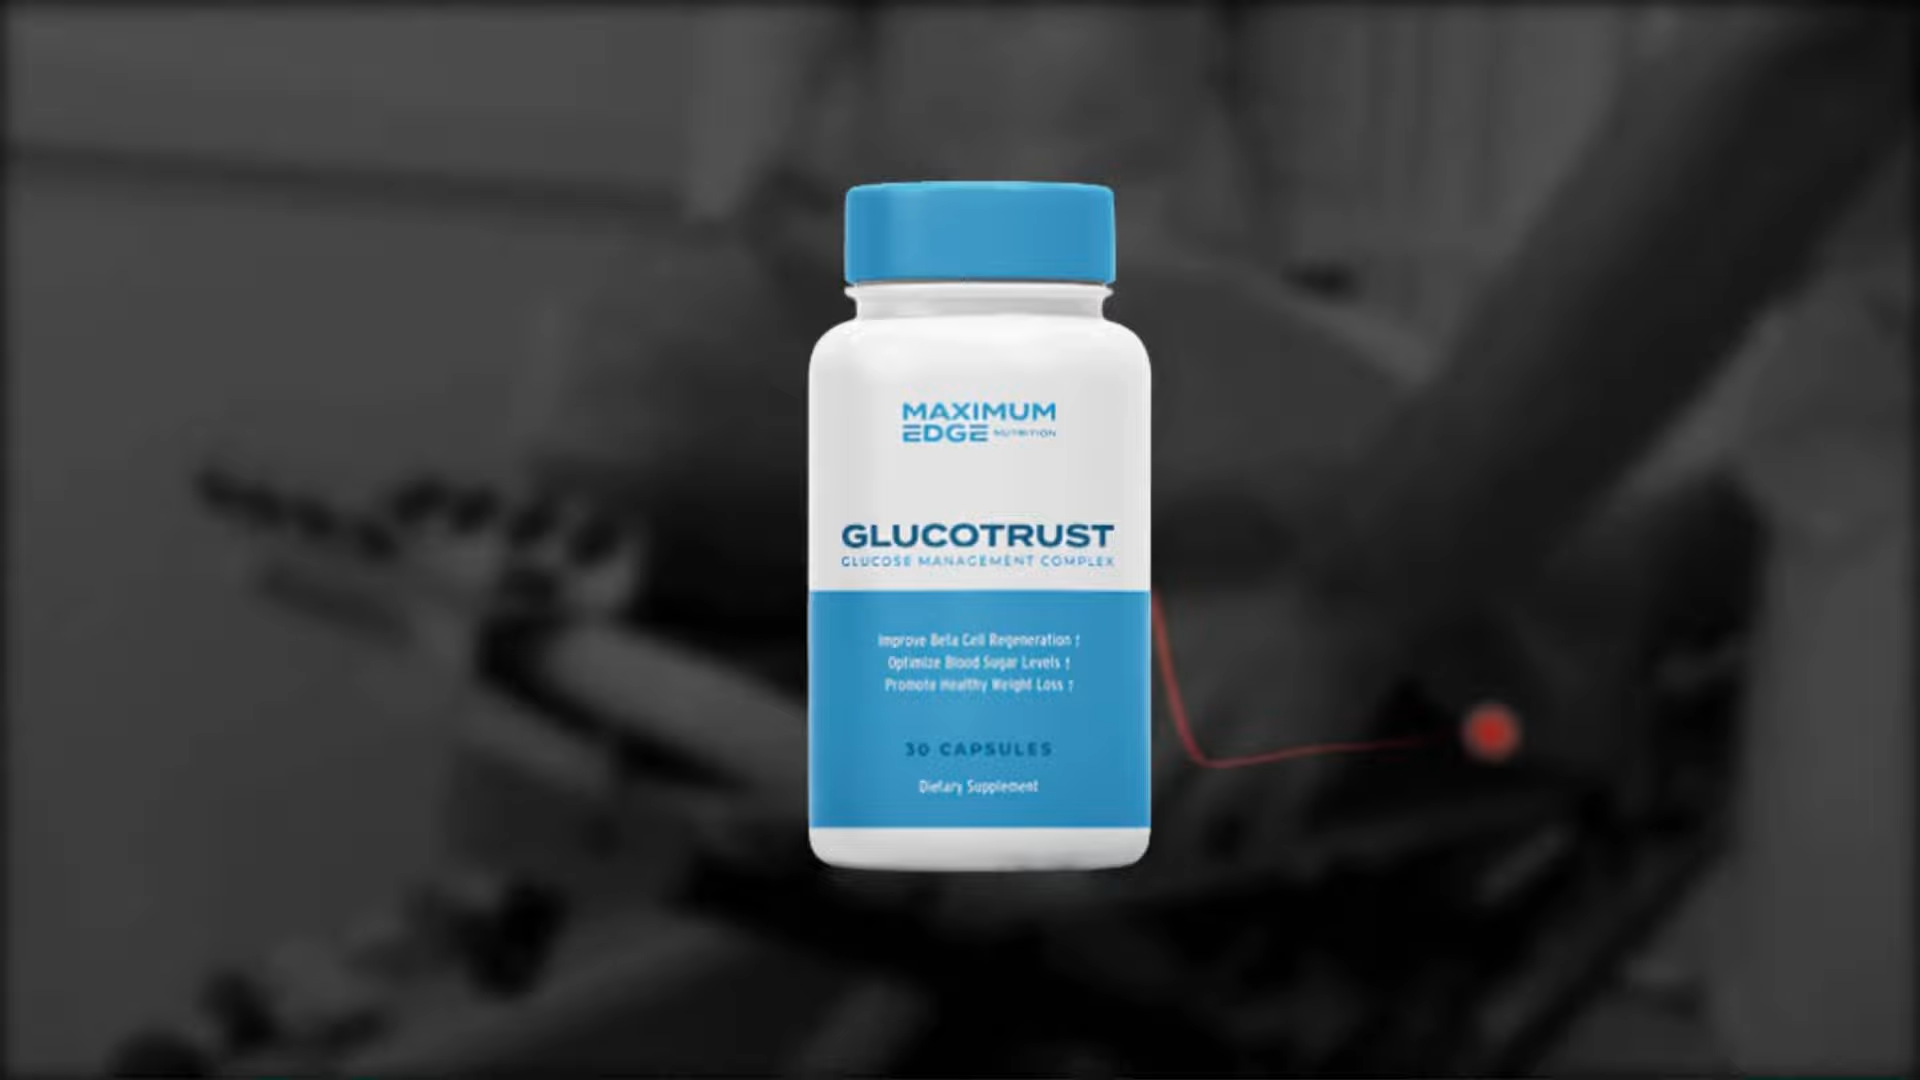 MAXIMUM
EDGE NUTRITION
GLUCOTRUST
GLUCOSE MANAGEMENT COMPLEX
Improve Beta Cell Regeneration †
Optimize Blood Sugar Levels †
Promote Healthy Weight Loss †
30 CAPSULES
Dietary Supplement